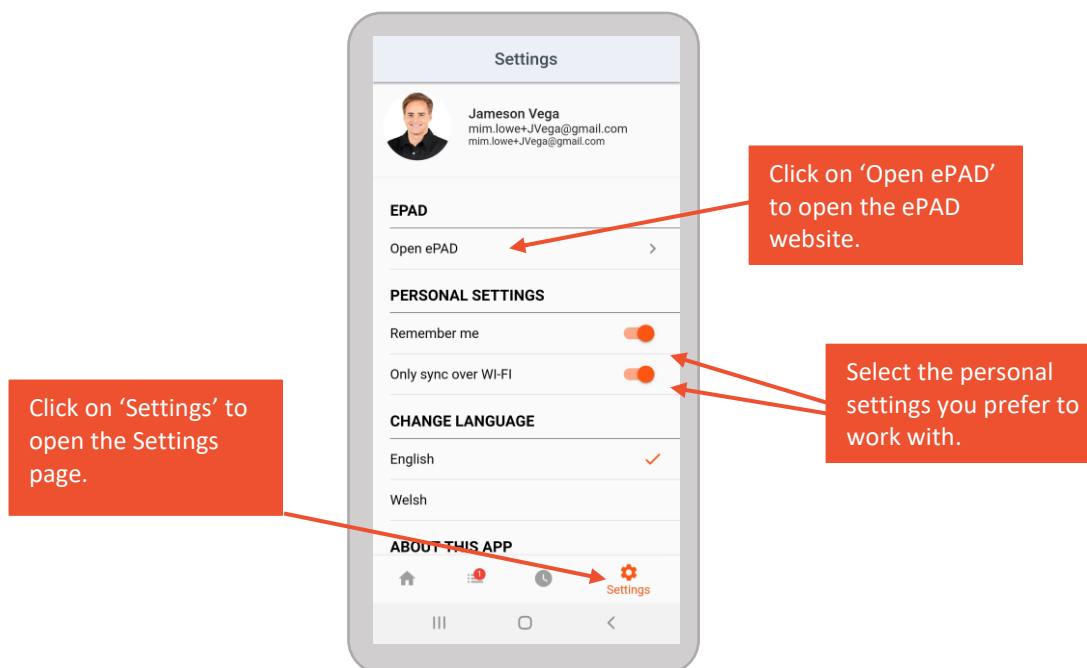 Settings
Jameson Vega
mim.lowe+JVega@gmail.com
mim.lowe+JVega@gmail.com
EPAD
Open ePAD
PERSONAL SETTINGS
Remember me
Only sync over WI-FI
CHANGE LANGUAGE
English
Welsh
ABOUT THIS APP
1
Settings
Click on ‘Open ePAD’
to open the ePAD
website.
Select the personal
settings you prefer to
work with.
Click on ‘Settings’ to
open the Settings
page.